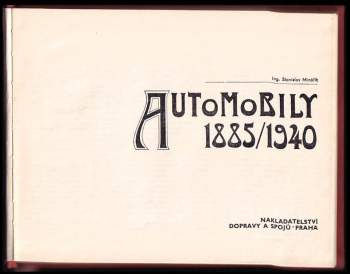 Ing. Stanislav Minářík
AUTOMOBILY
1885/1940
NAKLADATELSTVÍ
DOPRAVY A SPOJŮ · PRAHA